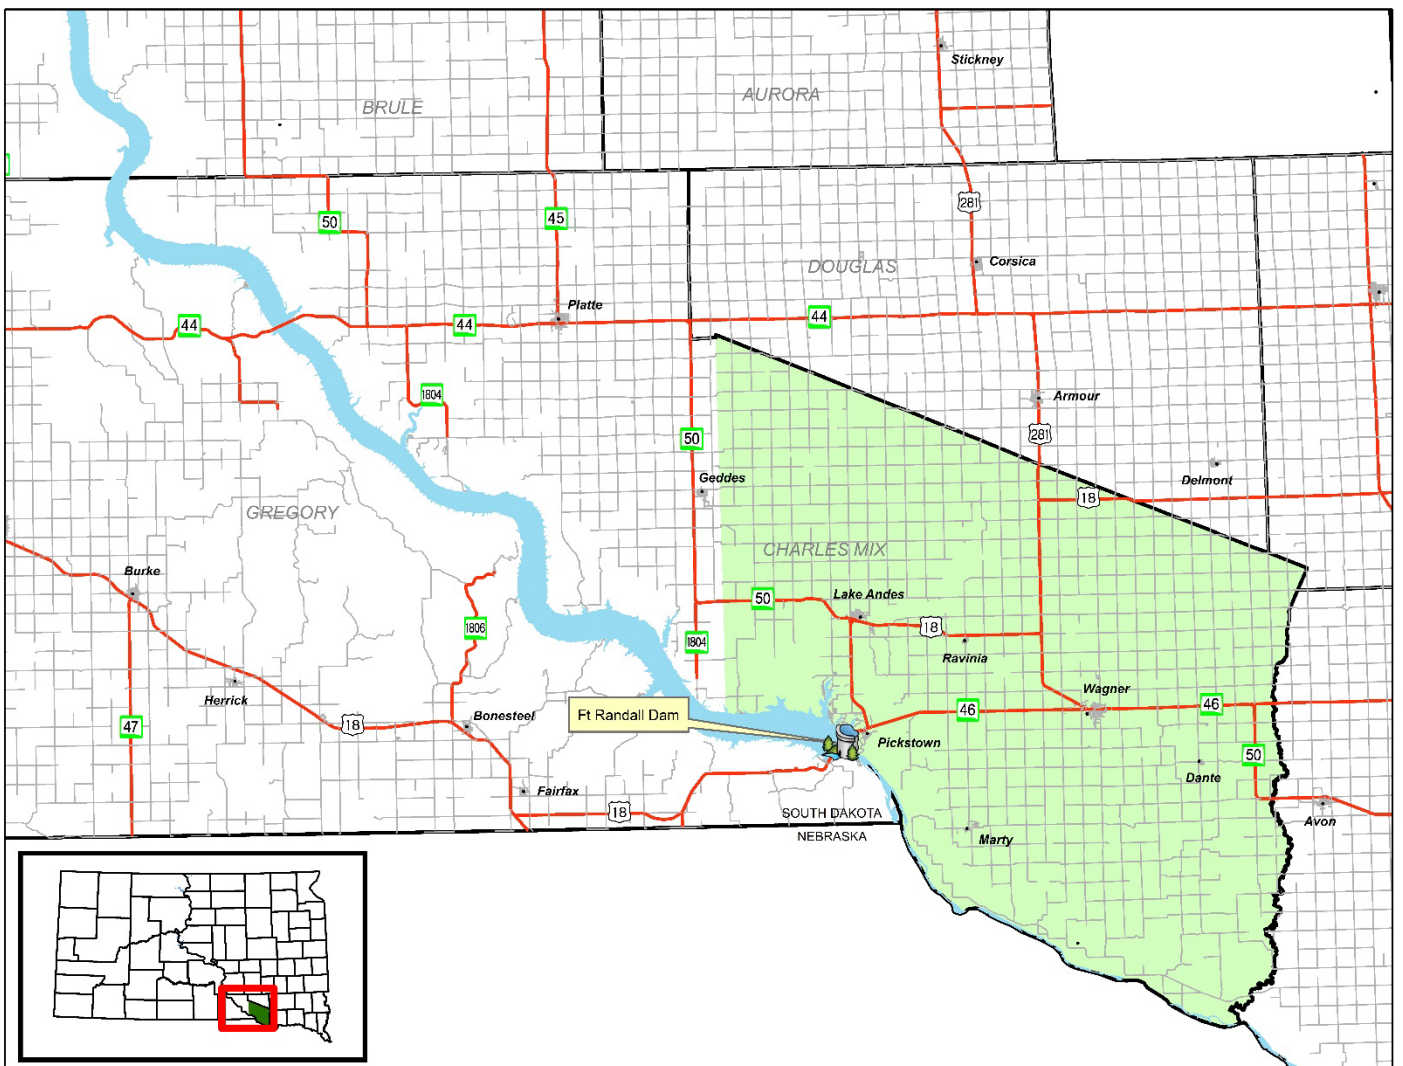 Stickney
BRULE
AURORA
281
50
45
DOUGLAS
Corsica
Platte
44
44
44
1804
Armour
50
281
Geddes
Delmont
18
GREGORY
CHARLES MIX
Burke
50
Lake Andes
1806
18
1804
Ravinia
Herrick
Wagner
46
46
Bonesteel
Ft Randall Dam
47
18
Pickstown
50
Dante
Fairfax
18
SOUTH DAKOTA
Avon
NEBRASKA
Marty